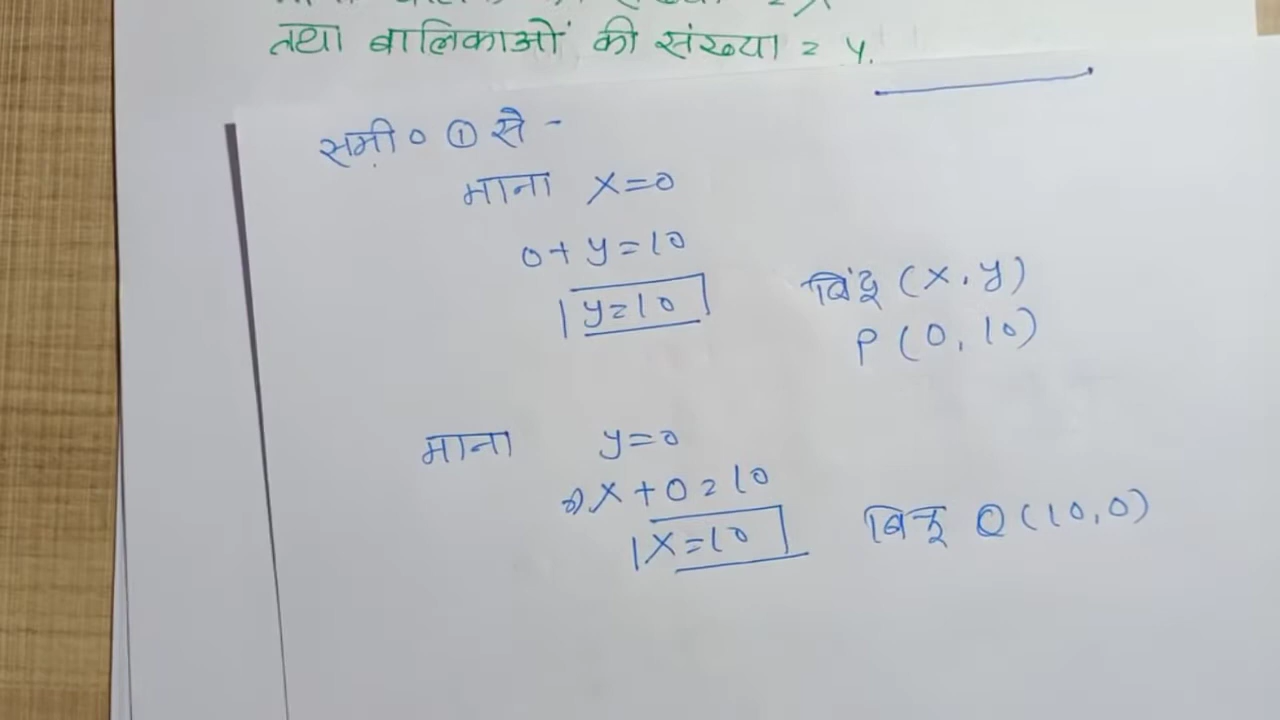 तथा बालिकाओं की संख्या = y.
समी० ① से -
माना x=0
0+ y=10
y=10
बिंदू (x, y)
P (0, 10)
माना y=0
x+0=10
x=10
बिन्दू Q(10,0)